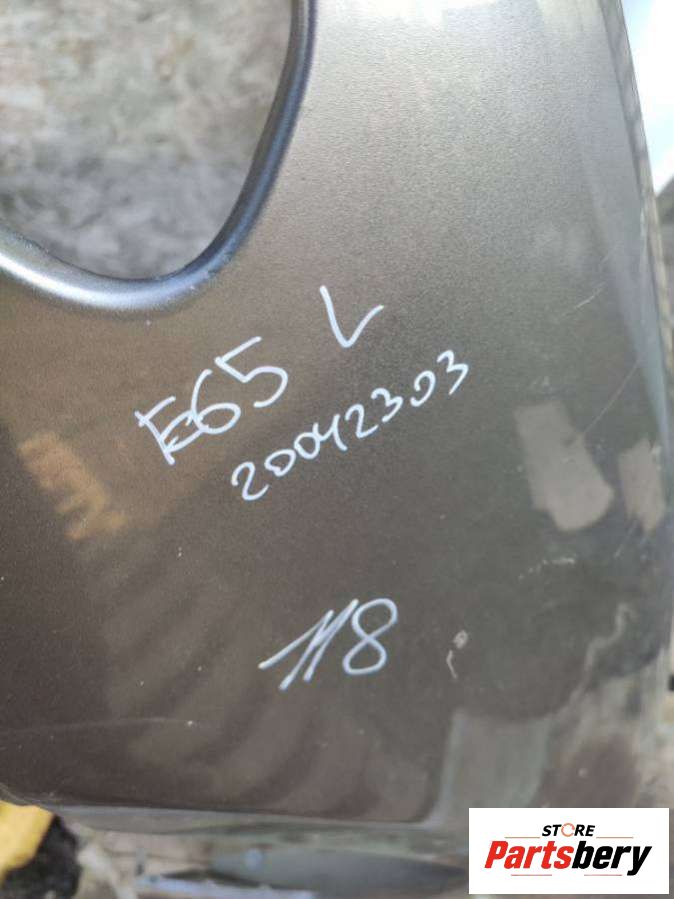 E65 L
20042303
118
STORE
Partsbery